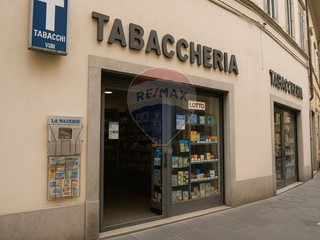 T
TABACCHI
TABACCHERIA
TABACCHERIA
RE/MAX
LOTTO
LA NAZIONE